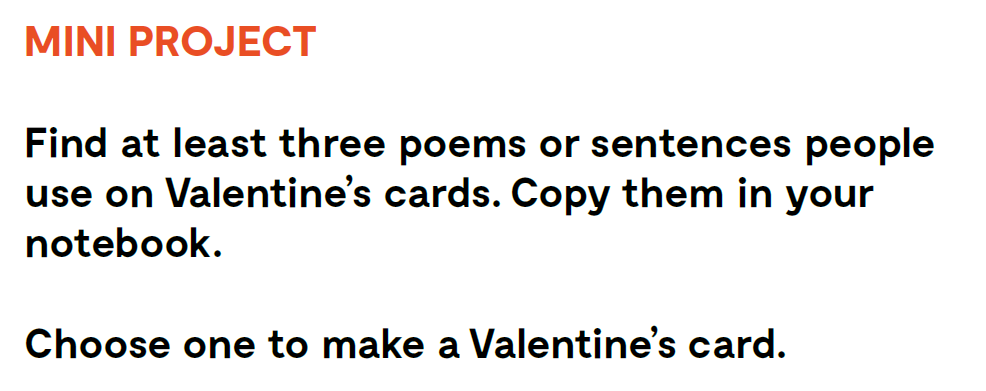 MINI PROJECT
Find at least three poems or sentences people
use on Valentine’s cards. Copy them in your
notebook.
Choose one to make a Valentine’s card.